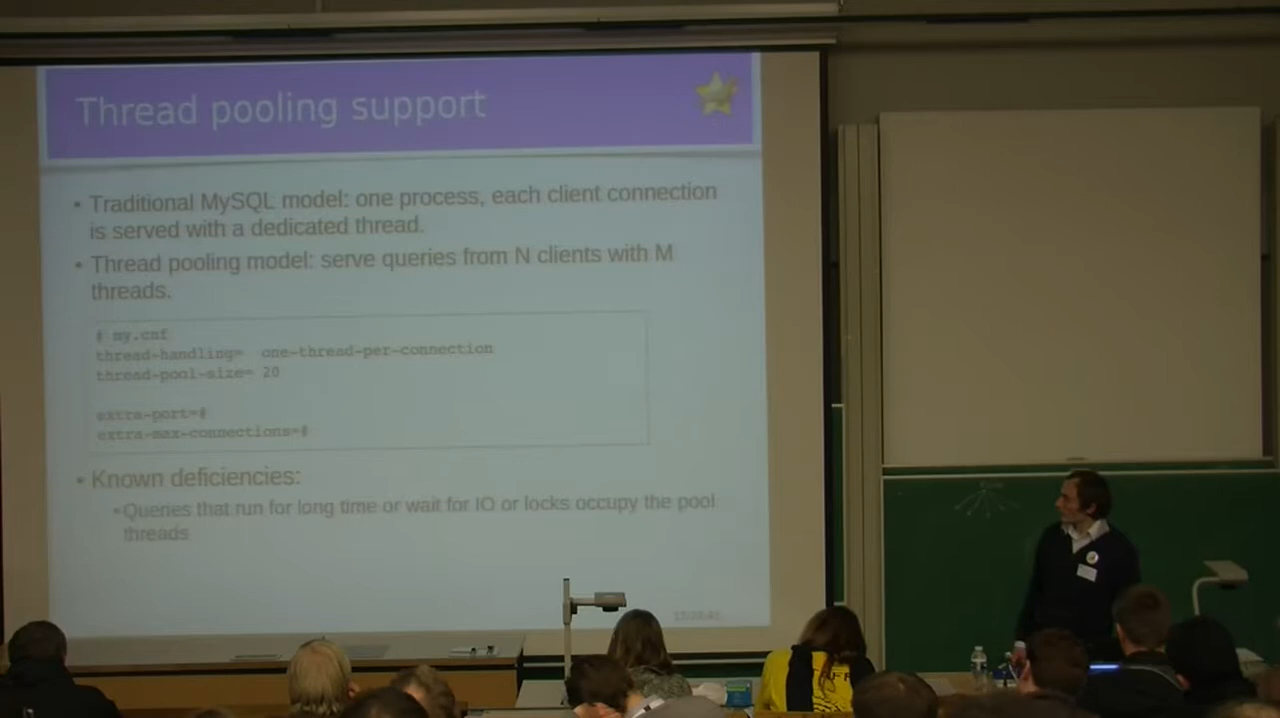 Thread pooling support
• Traditional MySQL model: one process, each client connection
is served with a dedicated thread.
• Thread pooling model: serve queries from N clients with M
threads.
# my.cnf
thread-handling= one-thread-per-connection
thread-pool-size= 20
extra-port=#
extra-max-connections=#
• Known deficiencies:
• Queries that run for long time or wait for IO or locks occupy the pool
threads